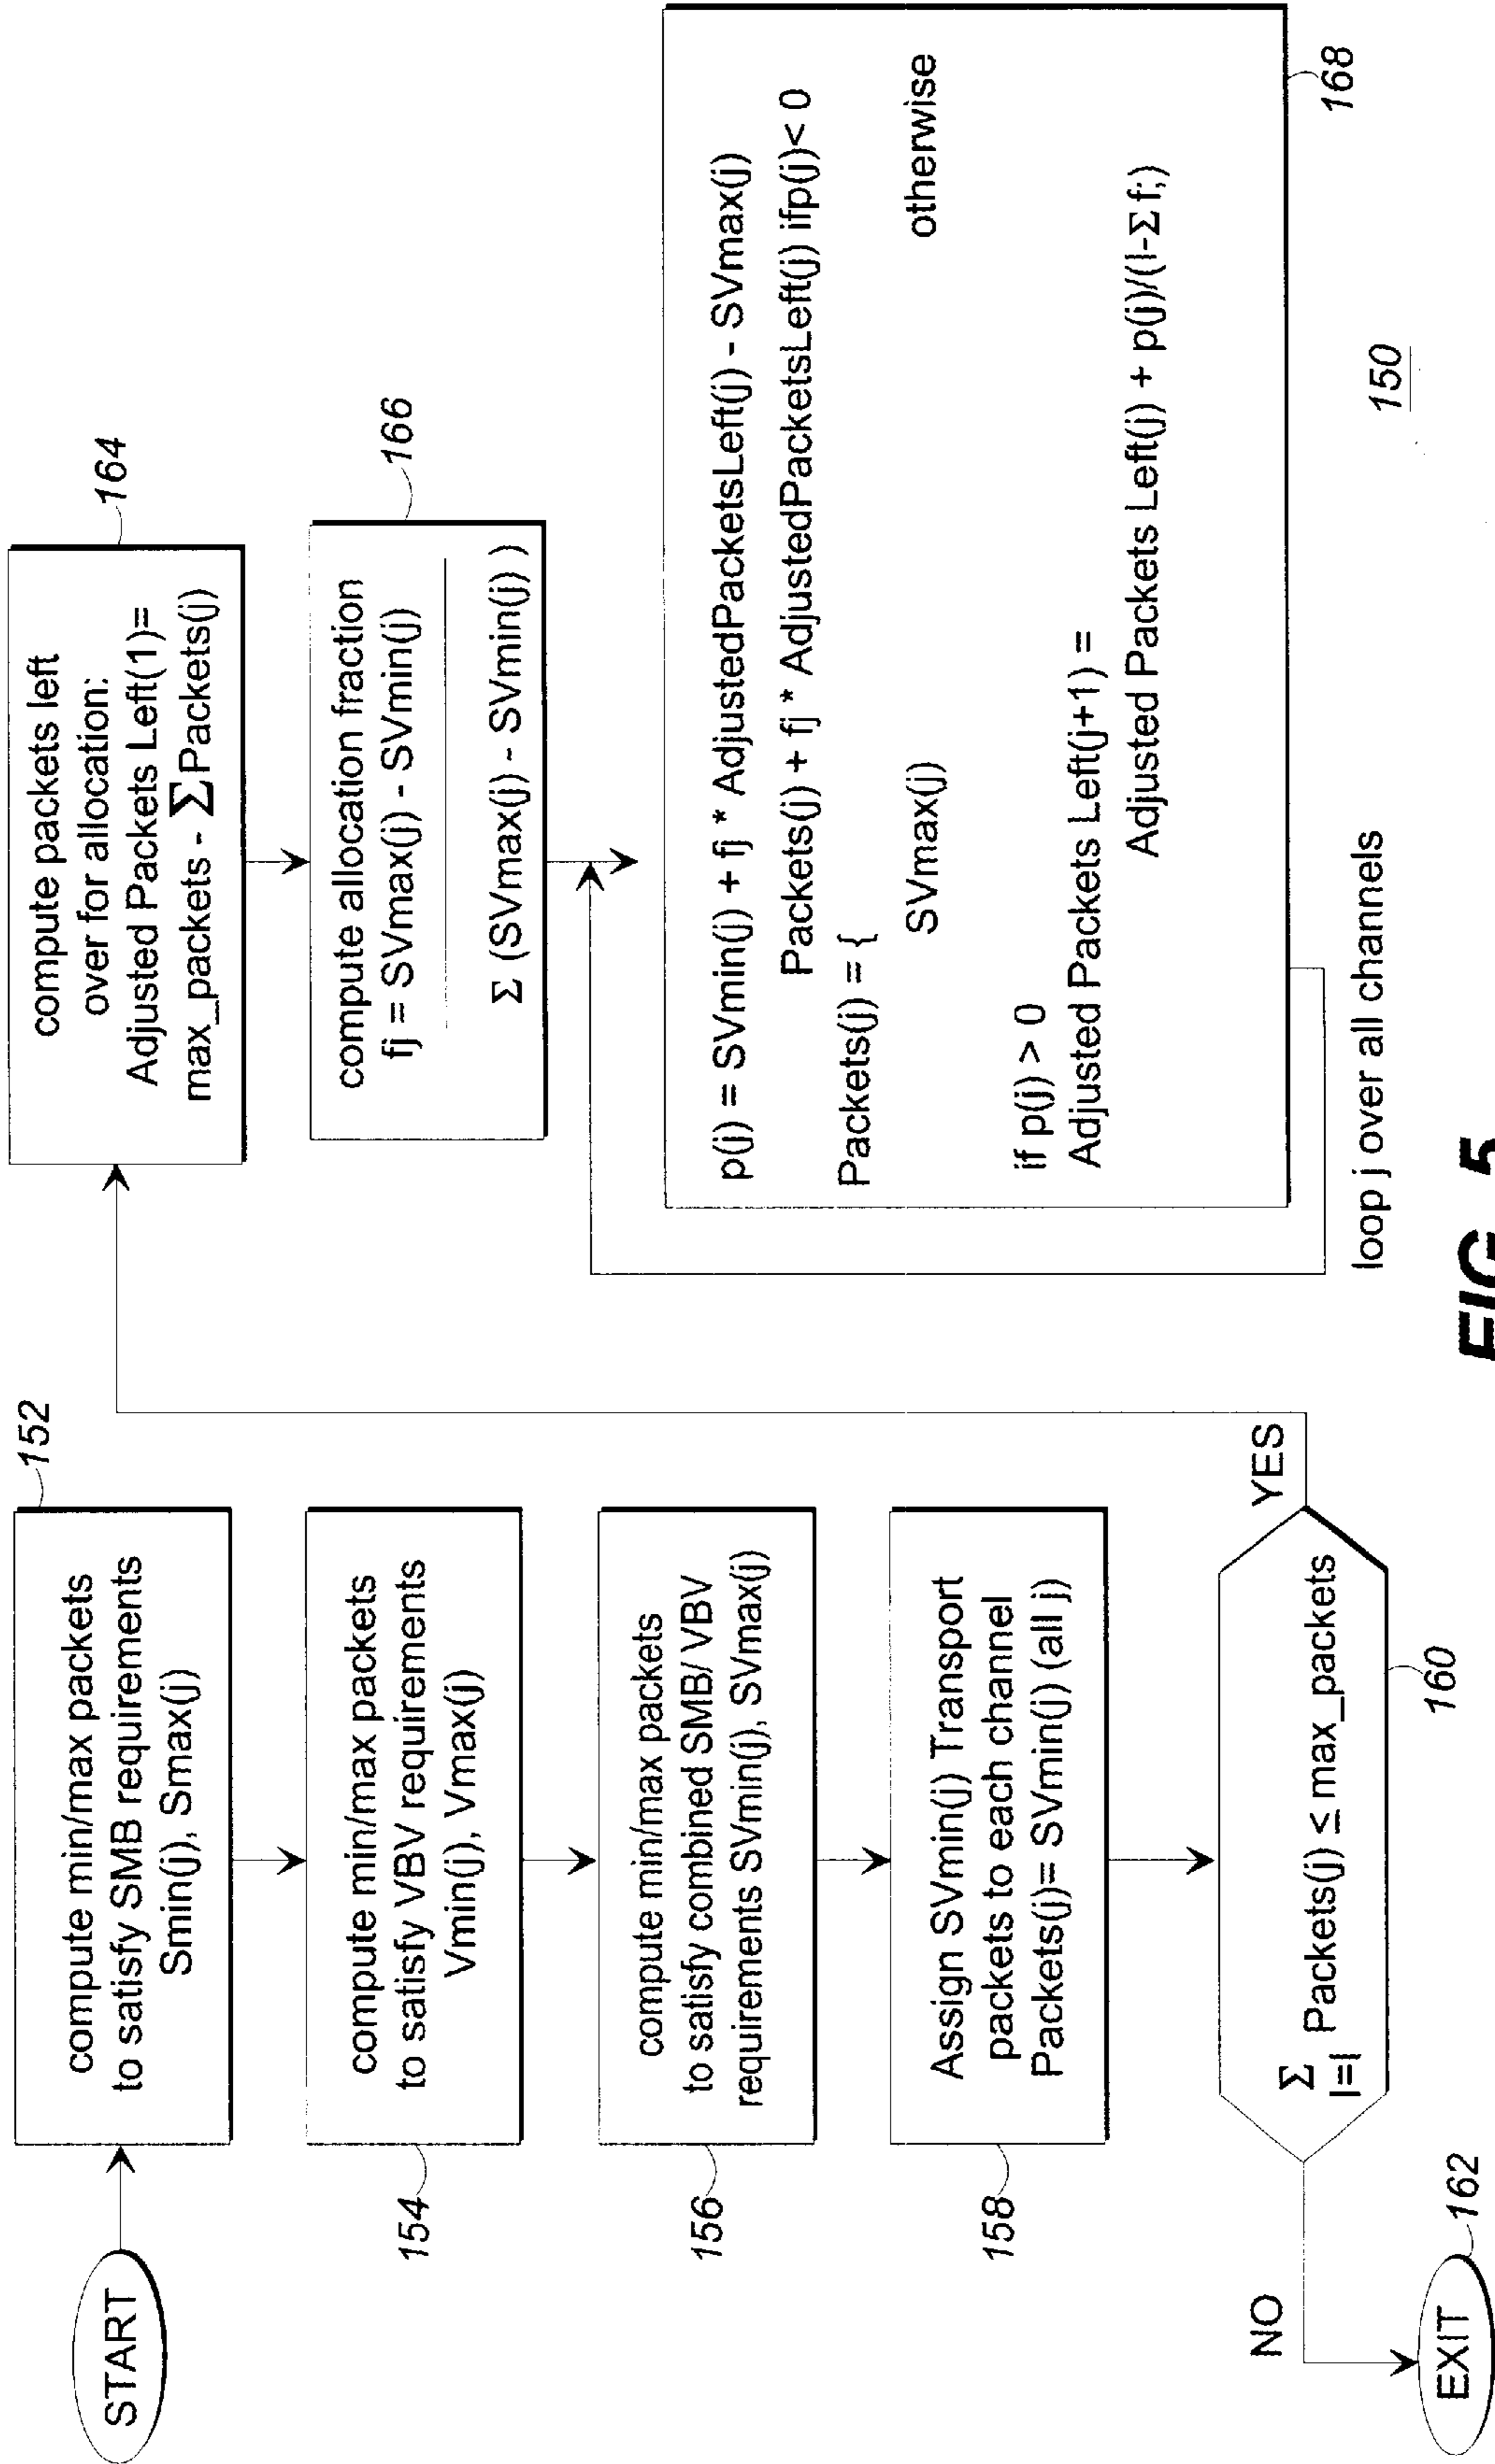 START
152
compute min/max packets
to satisfy SMB requirements
Smin(j), Smax(j)
154
compute min/max packets
to satisfy VBV requirements
Vmin(j), Vmax(j)
156
compute min/max packets
to satisfy combined SMB/VBV
requirements SVmin(j), SVmax(j)
158
Assign SVmin(j) Transport
packets to each channel
Packets(j)= SVmin(j) (all j)
Σ Packets(j) ≤ max_packets
I=I
160
YES
NO
EXIT
162
164
compute packets left
over for allocation:
Adjusted Packets Left(1)=
max_packets - ΣPackets(j)
166
compute allocation fraction
fj = SVmax(j) - SVmin(j)
Σ (SVmax(j) - SVmin(j) )
p(j) = SVmin(j) + fj * AdjustedPacketsLeft(j) - SVmax(j)
Packets(j) + fj * AdjustedPacketsLeft(j) ifp(j)< 0
Packets(j) = {
SVmax(j) otherwise
if p(j) > 0
Adjusted Packets Left(j+1) =
Adjusted Packets Left(j) + p(j)/(I-Σ f;)
168
loop j over all channels
150
FIG. 5